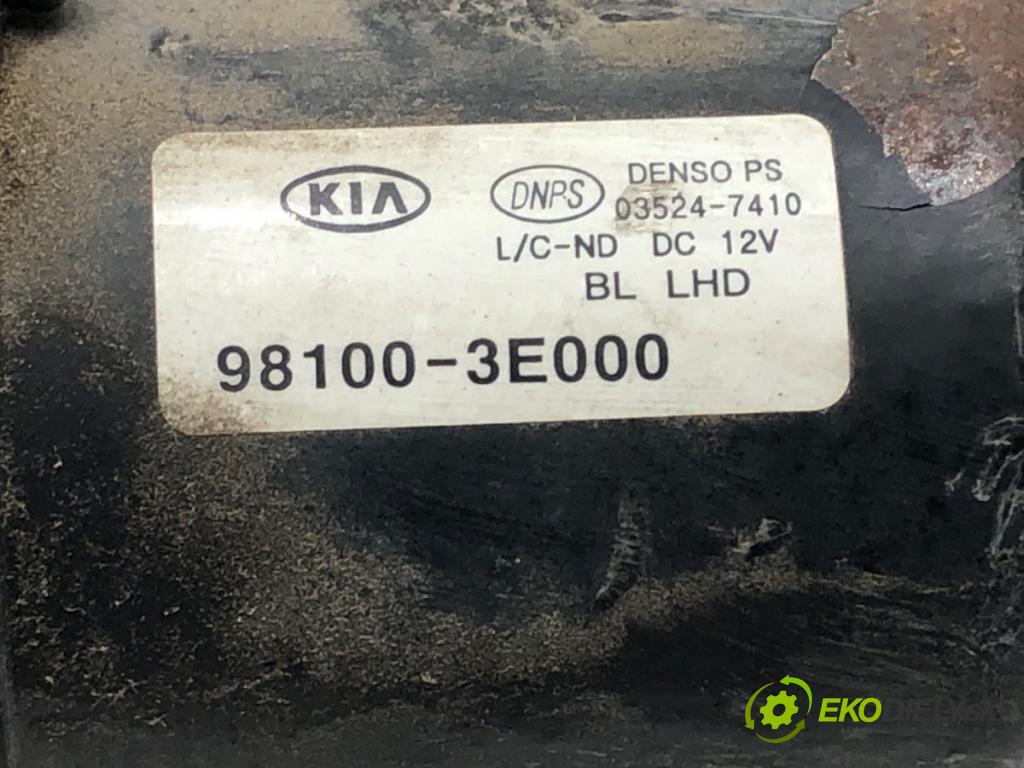 KIA
DNPS
DENSO PS
03524-7410
L/C-ND DC 12V
BL LHD
98100-3E000
EKO